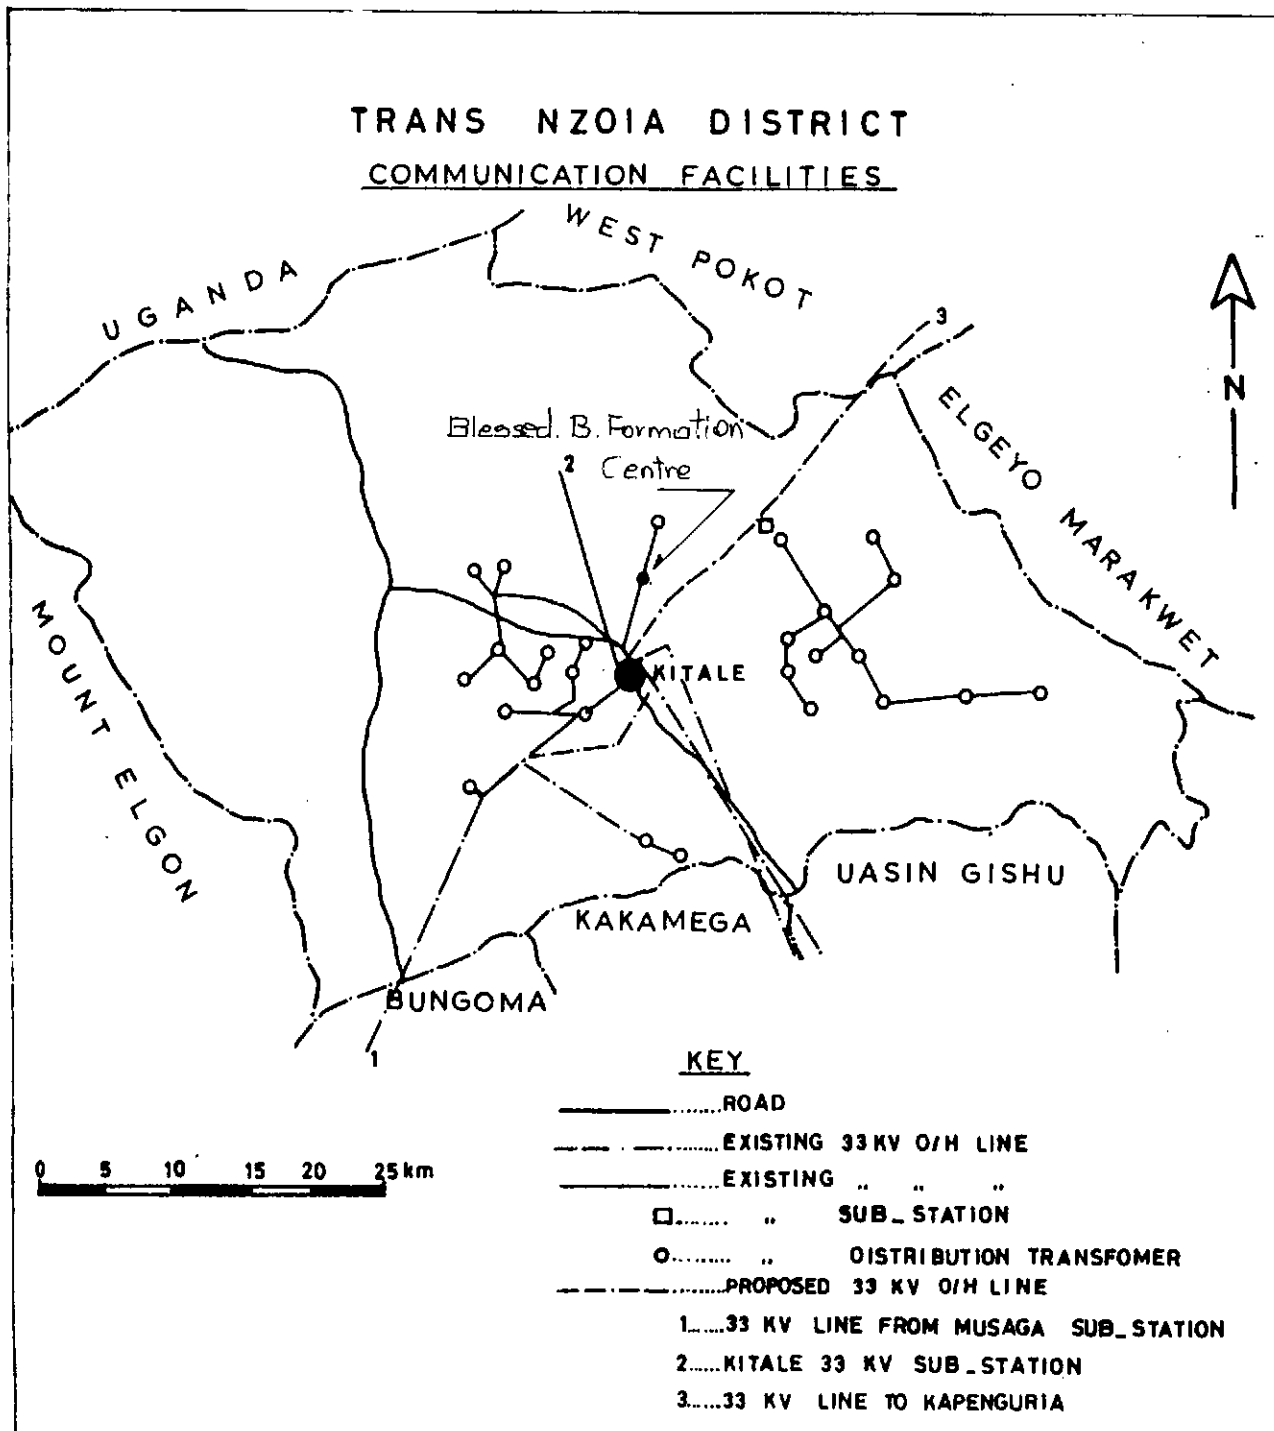 TRANS NZOIA DISTRICT
COMMUNICATION FACILITIES
WEST POKOT
UGANDA
3
N
ELGEYO MARAKWET
Blessed. B. Formation
Centre
2
MOUNT ELGON
KITALE
UASIN GISHU
KAKAMEGA
BUNGOMA
1
KEY
ROAD
EXISTING 33 KV O/H LINE
EXISTING " " "
" SUB_STATION
" DISTRIBUTION TRANSFOMER
PROPOSED 33 KV O/H LINE
1......33 KV LINE FROM MUSAGA SUB_STATION
2.....KITALE 33 KV SUB_STATION
3.....33 KV LINE TO KAPENGURIA
0 5 10 15 20 25 km